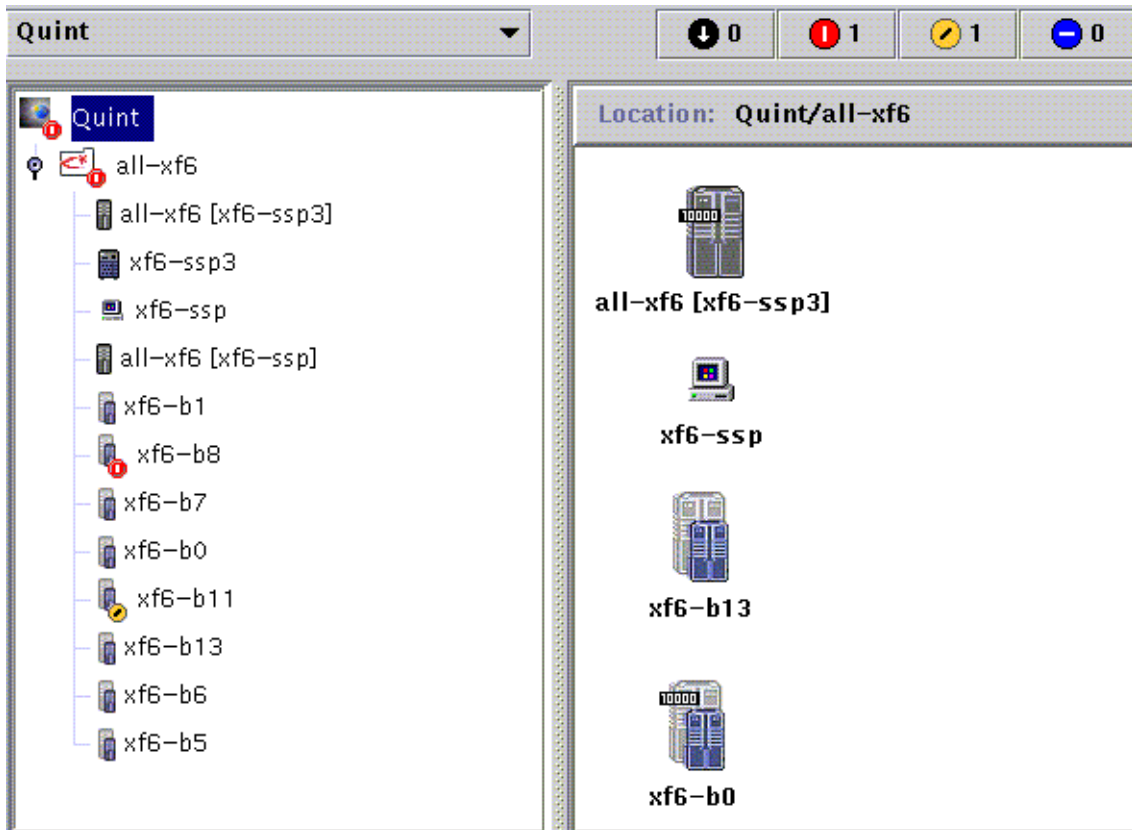 Quint
0
1
1
0
Quint
all-xf6
all-xf6 [xf6-ssp3]
xf6-ssp3
xf6-ssp
all-xf6 [xf6-ssp]
xf6-b1
xf6-b8
xf6-b7
xf6-b0
xf6-b11
xf6-b13
xf6-b6
xf6-b5
Location: Quint/all-xf6
10000
all-xf6 [xf6-ssp3]
xf6-ssp
xf6-b13
10000
xf6-b0